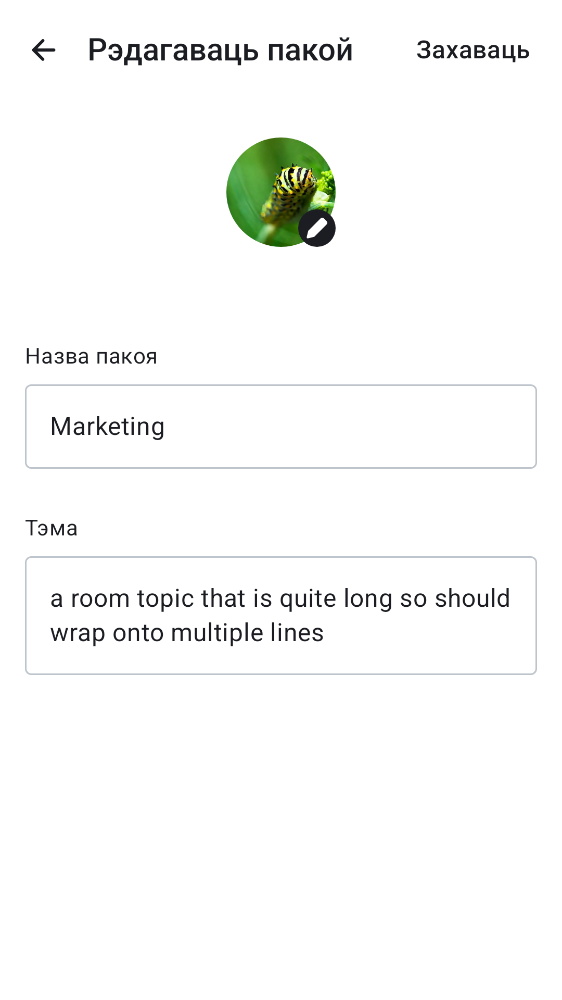 Рэдагаваць пакой
Захаваць
Назва пакоя
Marketing
Тэма
a room topic that is quite long so should
wrap onto multiple lines